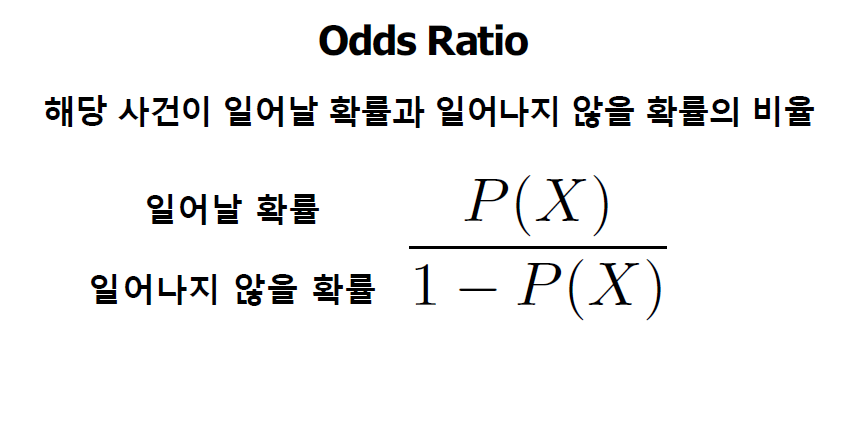 Odds Ratio
해당 사건이 일어날 확률과 일어나지 않을 확률의 비율
일어날 확률 P(X)
일어나지 않을 확률 1 − P(X)